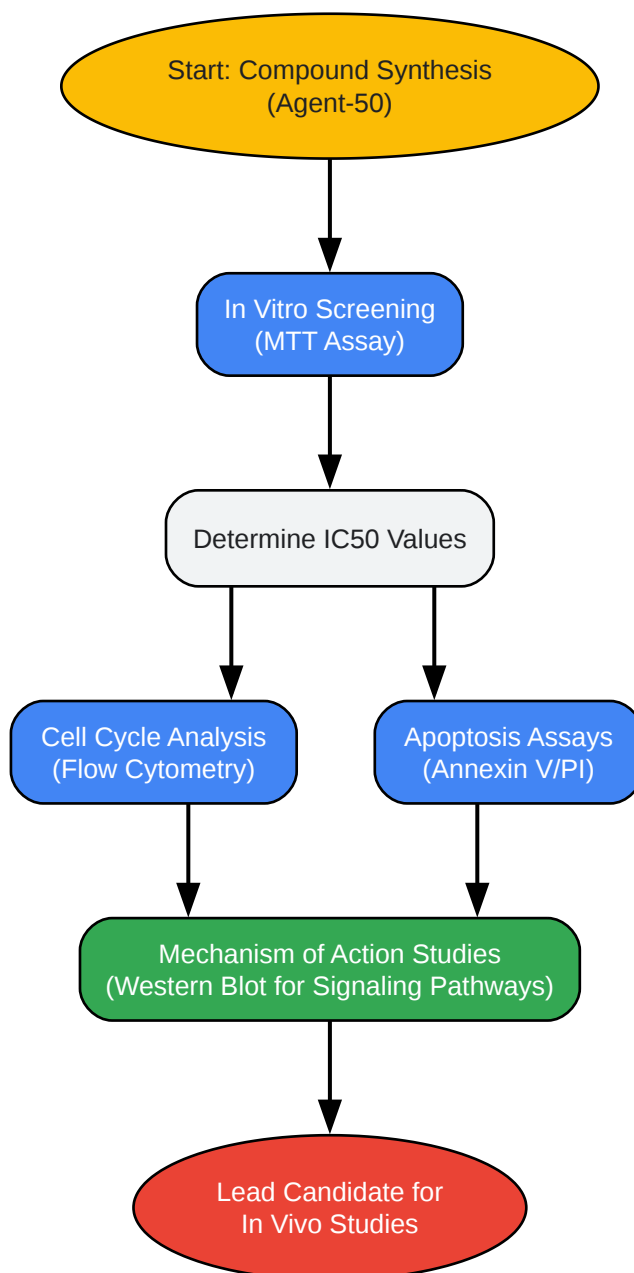 Start: Compound Synthesis
(Agent-50)
In Vitro Screening
(MTT Assay)
Determine IC50 Values
Cell Cycle Analysis
(Flow Cytometry)
Apoptosis Assays
(Annexin V/PI)
Mechanism of Action Studies
(Western Blot for Signaling Pathways)
Lead Candidate for
In Vivo Studies